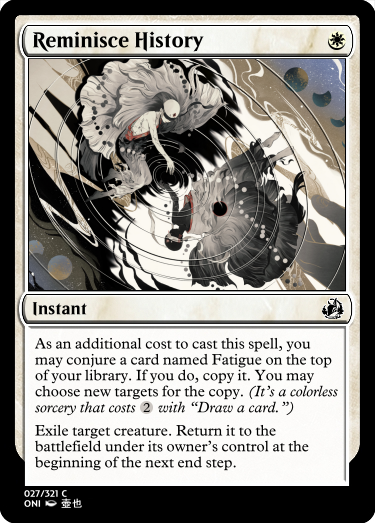 Reminisce History
Instant
As an additional cost to cast this spell, you
may conjure a card named Fatigue on the top
of your library. If you do, copy it. You may
choose new targets for the copy. (It's a colorless
sorcery that costs 2 with “Draw a card.”)
Exile target creature. Return it to the
battlefield under its owner's control at the
beginning of the next end step.
027/321 C
ONI 壺也